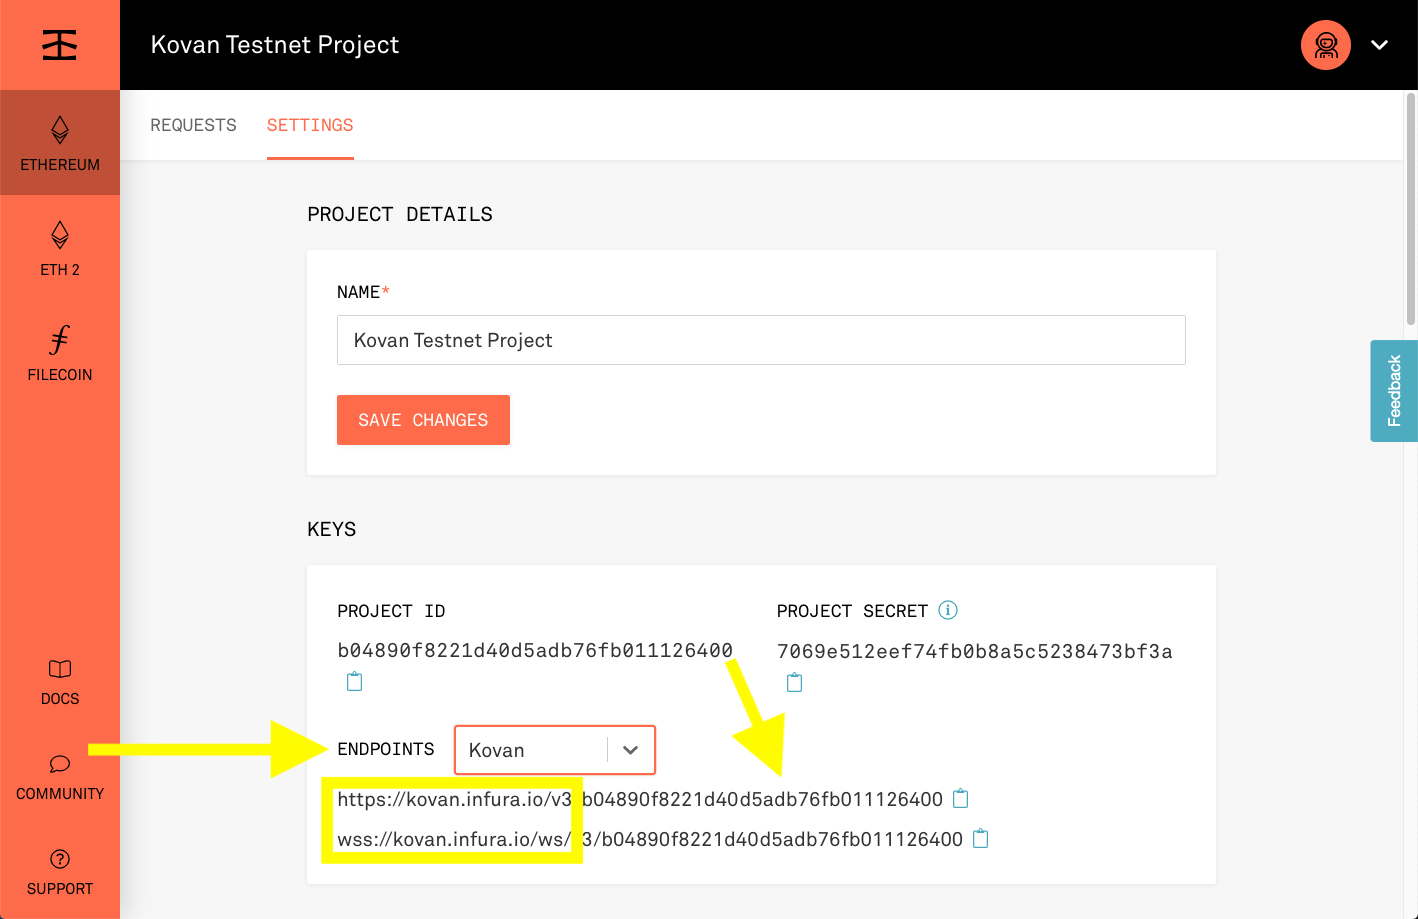 Kovan Testnet Project
REQUESTS SETTINGS
ETHEREUM
ETH 2
FILECOIN
DOCS
COMMUNITY
SUPPORT
PROJECT DETAILS
NAME*
Kovan Testnet Project
SAVE CHANGES
Feedback
KEYS
PROJECT ID
b04890f8221d40d5adb76fb011126400
PROJECT SECRET
7069e512eef74fb0b8a5c5238473bf3a
ENDPOINTS Kovan
https://kovan.infura.io/v3/b04890f8221d40d5adb76fb011126400
wss://kovan.infura.io/ws/v3/b04890f8221d40d5adb76fb011126400